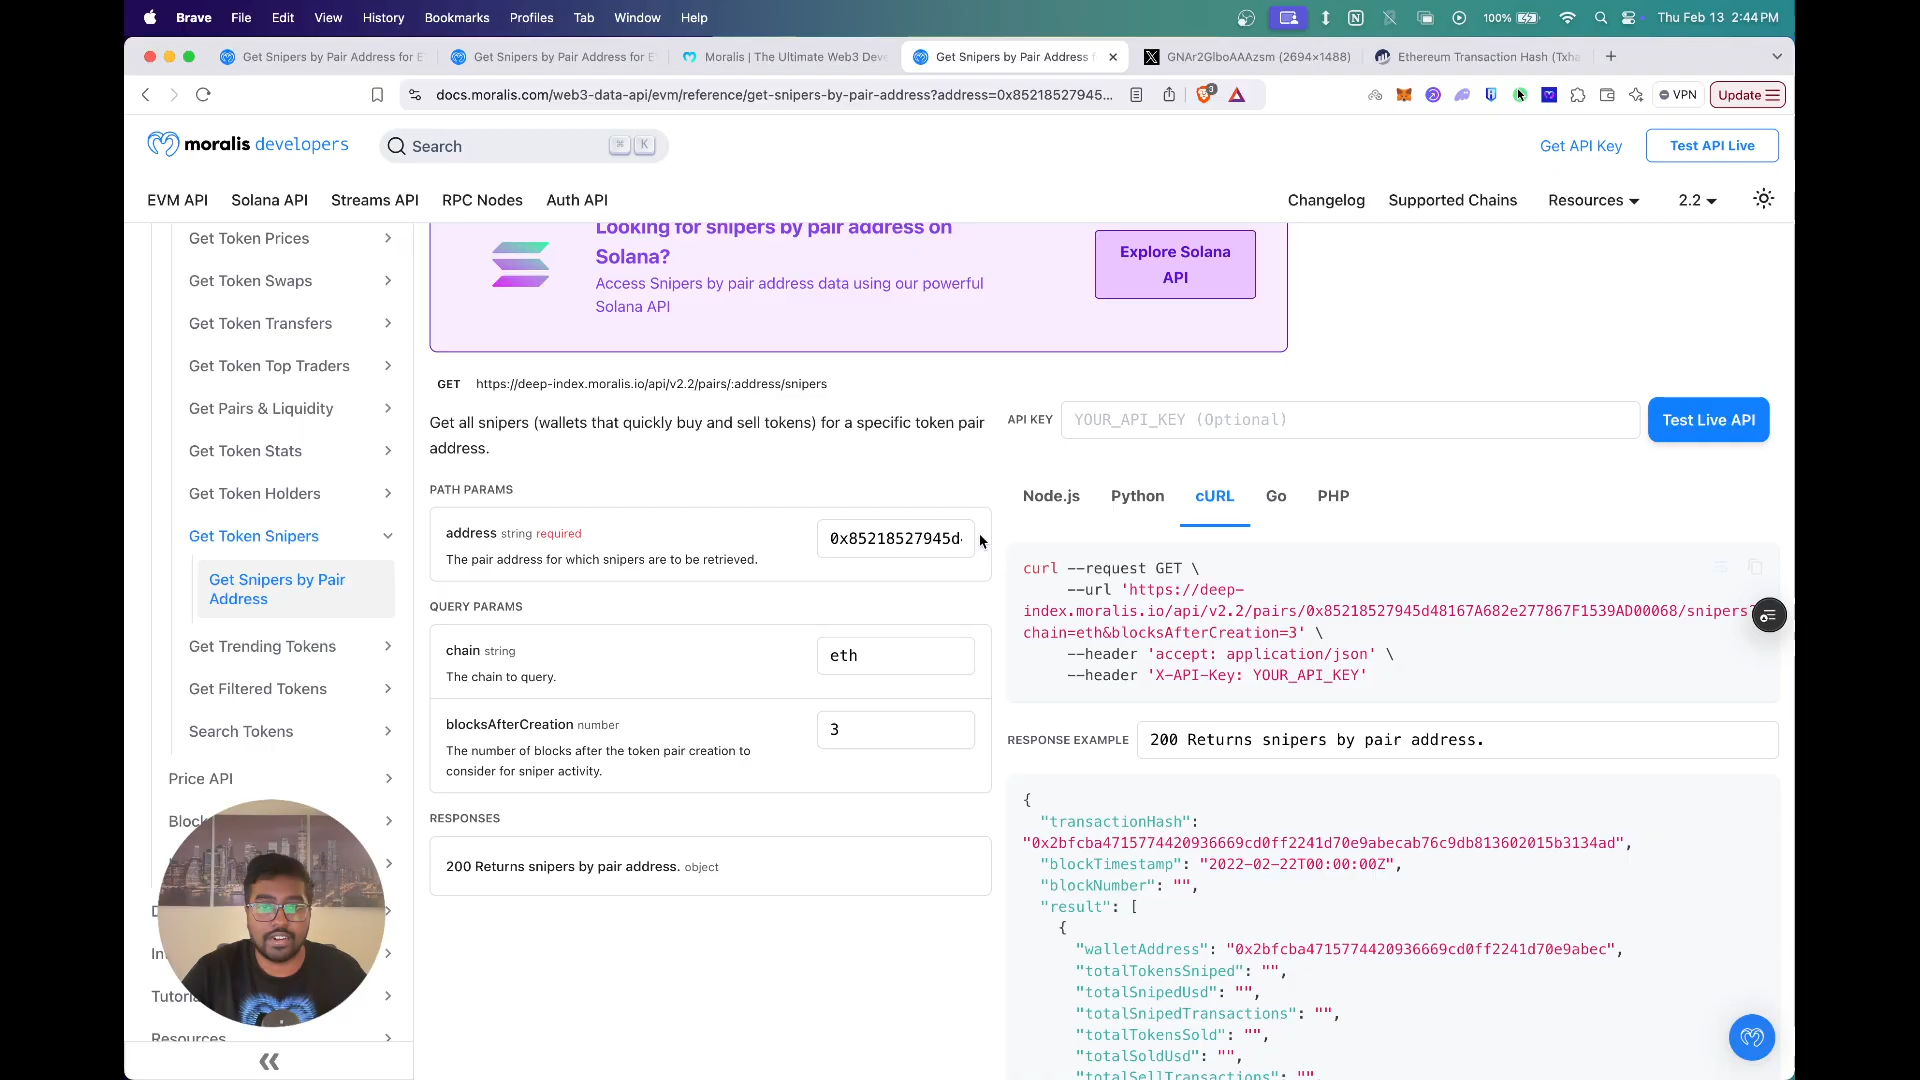 Brave File Edit View History Bookmarks Profiles Tab Window Help
100% Thu Feb 13 2:44 PM
Get Snipers by Pair Address for E
Get Snipers by Pair Address for E
Moralis | The Ultimate Web3 Deve
Get Snipers by Pair Address f
GNAr2GlboAAAzsm (2694×1488)
Ethereum Transaction Hash (Txha
docs.moralis.com/web3-data-api/evm/reference/get-snipers-by-pair-address?address=0x85218527945...
3
VPN
Update
moralis developers
Search
⌘ K
Get API Key
Test API Live
EVM API Solana API Streams API RPC Nodes Auth API
Changelog Supported Chains Resources 2.2
Get Token Prices
Get Token Swaps
Get Token Transfers
Get Token Top Traders
Get Pairs & Liquidity
Get Token Stats
Get Token Holders
Get Token Snipers
Get Snipers by Pair
Address
Get Trending Tokens
Get Filtered Tokens
Search Tokens
Price API
Block
Tutoria
Resources
Looking for snipers by pair address on
Solana?
Access Snipers by pair address data using our powerful
Solana API
Explore Solana
API
GET https://deep-index.moralis.io/api/v2.2/pairs/:address/snipers
Get all snipers (wallets that quickly buy and sell tokens) for a specific token pair
address.
PATH PARAMS
address string required
The pair address for which snipers are to be retrieved.
0x85218527945d
QUERY PARAMS
chain string
The chain to query.
eth
blocksAfterCreation number
The number of blocks after the token pair creation to
consider for sniper activity.
3
RESPONSES
200 Returns snipers by pair address. object
API KEY
YOUR_API_KEY (Optional)
Test Live API
Node.js Python cURL Go PHP
curl --request GET \
--url 'https://deep-
index.moralis.io/api/v2.2/pairs/0x85218527945d48167A682e277867F1539AD00068/snipers?
chain=eth&blocksAfterCreation=3' \
--header 'accept: application/json' \
--header 'X-API-Key: YOUR_API_KEY'
RESPONSE EXAMPLE
200 Returns snipers by pair address.
{
"transactionHash":
"0x2bfcba4715774420936669cd0ff2241d70e9abecab76c9db813602015b3134ad",
"blockTimestamp": "2022-02-22T00:00:00Z",
"blockNumber": "",
"result": [
{
"walletAddress": "0x2bfcba4715774420936669cd0ff2241d70e9abec",
"totalTokensSniped": "",
"totalSnipedUsd": "",
"totalSnipedTransactions": "",
"totalTokensSold": "",
"totalSoldUsd": "",
"totalSellTransactions": "",